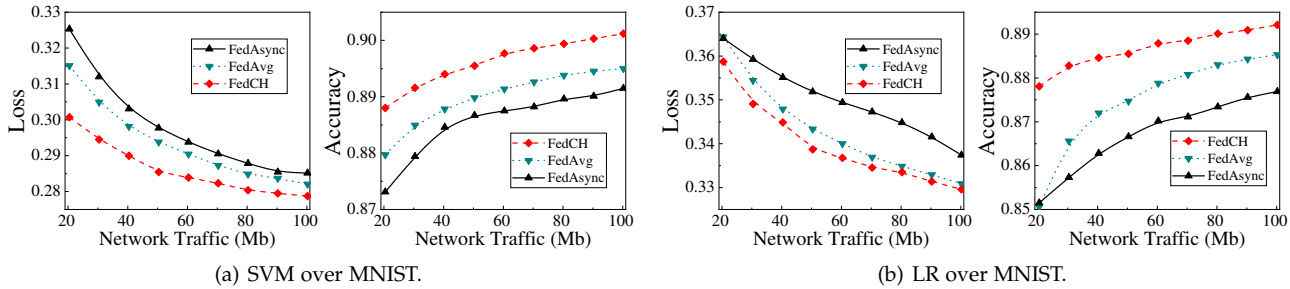 0.33
0.32
0.31
0.30
0.29
0.28
Loss
20 40 60 80 100
Network Traffic (Mb)
FedAsync
FedAvg
FedCH
0.90
0.89
0.88
0.87
Accuracy
20 40 60 80 100
Network Traffic (Mb)
FedCH
FedAvg
FedAsync
(a) SVM over MNIST.
0.37
0.36
0.35
0.34
0.33
Loss
20 40 60 80 100
Network Traffic (Mb)
FedAsync
FedAvg
FedCH
0.89
0.88
0.87
0.86
0.85
Accuracy
20 40 60 80 100
Network Traffic (Mb)
FedCH
FedAvg
FedAsync
(b) LR over MNIST.